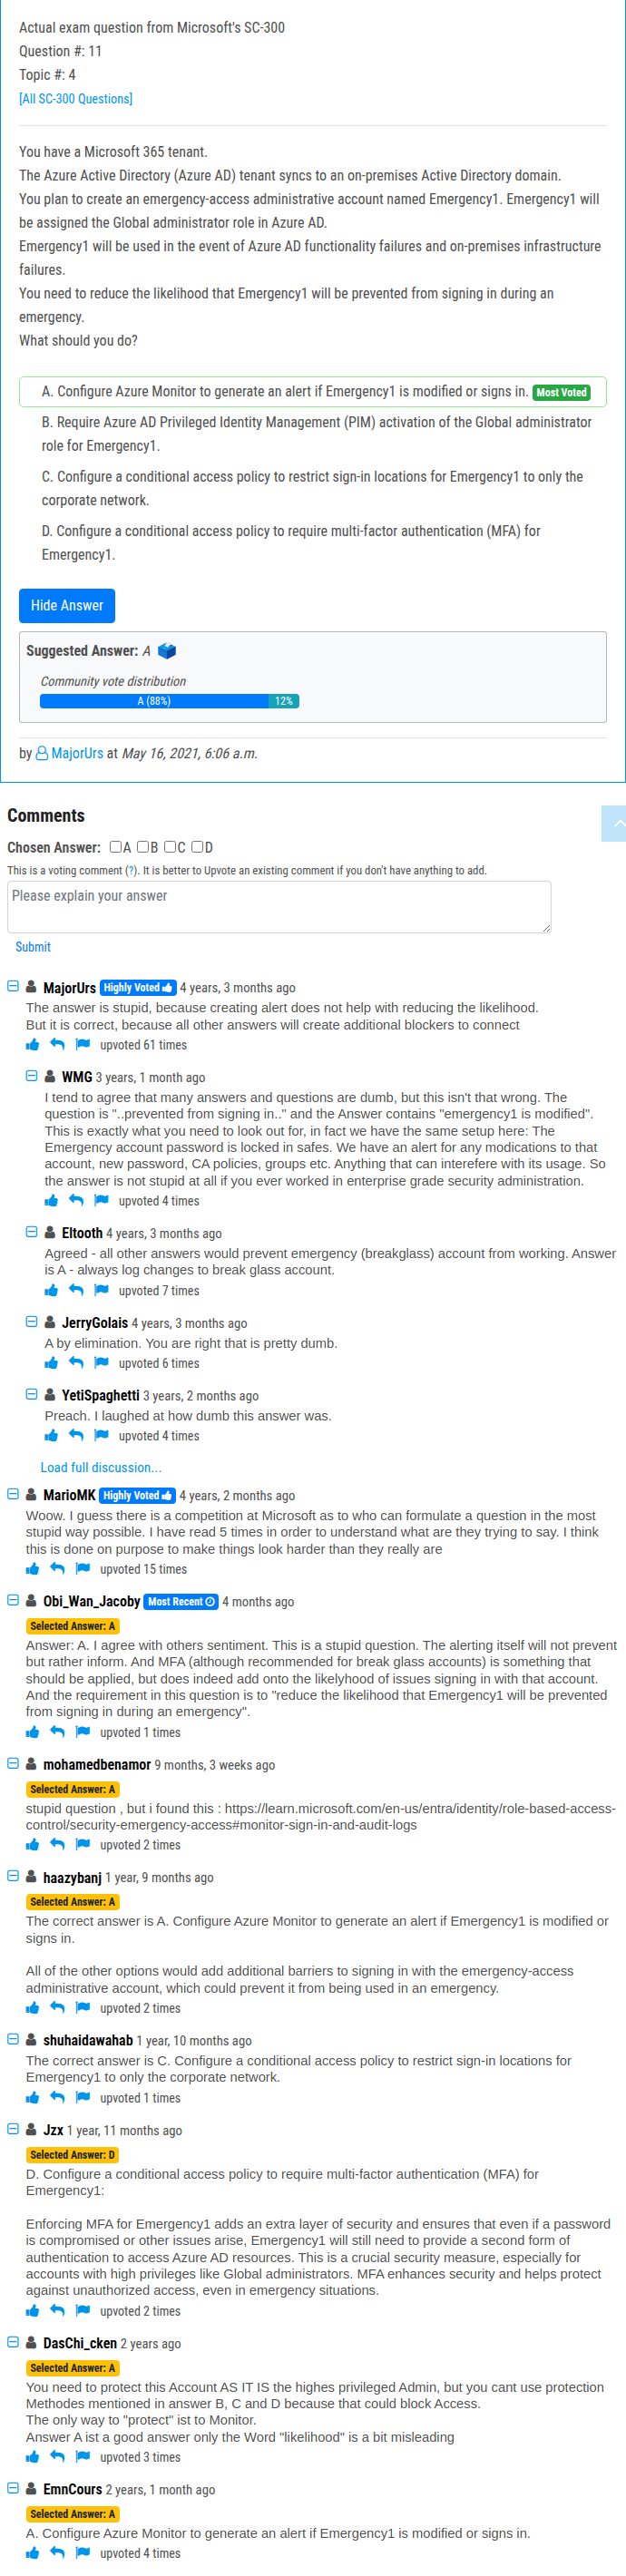 Actual exam question from Microsoft's SC-300
Question #: 11
Topic #: 4
[All SC-300 Questions]
You have a Microsoft 365 tenant.
The Azure Active Directory (Azure AD) tenant syncs to an on-premises Active Directory domain.
You plan to create an emergency-access administrative account named Emergency1. Emergency1 will
be assigned the Global administrator role in Azure AD.
Emergency1 will be used in the event of Azure AD functionality failures and on-premises infrastructure
failures.
You need to reduce the likelihood that Emergency1 will be prevented from signing in during an
emergency.
What should you do?
A. Configure Azure Monitor to generate an alert if Emergency1 is modified or signs in. Most Voted
B. Require Azure AD Privileged Identity Management (PIM) activation of the Global administrator
role for Emergency1.
C. Configure a conditional access policy to restrict sign-in locations for Emergency1 to only the
corporate network.
D. Configure a conditional access policy to require multi-factor authentication (MFA) for
Emergency1.
Hide Answer
Suggested Answer: A
Community vote distribution
A (88%) 12%
by MajorUrs at May 16, 2021, 6:06 a.m.
Comments
Chosen Answer: A B C D
This is a voting comment (?). It is better to Upvote an existing comment if you don't have anything to add.
Please explain your answer
Submit
MajorUrs Highly Voted 4 years, 3 months ago
The answer is stupid, because creating alert does not help with reducing the likelihood.
But it is correct, because all other answers will create additional blockers to connect
upvoted 61 times
WMG 3 years, 1 month ago
I tend to agree that many answers and questions are dumb, but this isn't that wrong. The
question is "..prevented from signing in.." and the Answer contains "emergency1 is modified".
This is exactly what you need to look out for, in fact we have the same setup here: The
Emergency account password is locked in safes. We have an alert for any modications to that
account, new password, CA policies, groups etc. Anything that can interefere with its usage. So
the answer is not stupid at all if you ever worked in enterprise grade security administration.
upvoted 4 times
Eltooth 4 years, 3 months ago
Agreed - all other answers would prevent emergency (breakglass) account from working. Answer
is A - always log changes to break glass account.
upvoted 7 times
JerryGolais 4 years, 3 months ago
A by elimination. You are right that is pretty dumb.
upvoted 6 times
YetiSpaghetti 3 years, 2 months ago
Preach. I laughed at how dumb this answer was.
upvoted 4 times
Load full discussion...
MarioMK Highly Voted 4 years, 2 months ago
Woow. I guess there is a competition at Microsoft as to who can formulate a question in the most
stupid way possible. I have read 5 times in order to understand what are they trying to say. I think
this is done on purpose to make things look harder than they really are
upvoted 15 times
Obi_Wan_Jacoby Most Recent 4 months ago
Selected Answer: A
Answer: A. I agree with others sentiment. This is a stupid question. The alerting itself will not prevent
but rather inform. And MFA (although recommended for break glass accounts) is something that
should be applied, but does indeed add onto the likelyhood of issues signing in with that account.
And the requirement in this question is to "reduce the likelihood that Emergency1 will be prevented
from signing in during an emergency".
upvoted 1 times
mohamedbenamor 9 months, 3 weeks ago
Selected Answer: A
stupid question , but i found this : https://learn.microsoft.com/en-us/entra/identity/role-based-access-
control/security-emergency-access#monitor-sign-in-and-audit-logs
upvoted 2 times
haazybanj 1 year, 9 months ago
Selected Answer: A
The correct answer is A. Configure Azure Monitor to generate an alert if Emergency1 is modified or
signs in.
All of the other options would add additional barriers to signing in with the emergency-access
administrative account, which could prevent it from being used in an emergency.
upvoted 2 times
shuhaidawahab 1 year, 10 months ago
The correct answer is C. Configure a conditional access policy to restrict sign-in locations for
Emergency1 to only the corporate network.
upvoted 1 times
Jzx 1 year, 11 months ago
Selected Answer: D
D. Configure a conditional access policy to require multi-factor authentication (MFA) for
Emergency1:
Enforcing MFA for Emergency1 adds an extra layer of security and ensures that even if a password
is compromised or other issues arise, Emergency1 will still need to provide a second form of
authentication to access Azure AD resources. This is a crucial security measure, especially for
accounts with high privileges like Global administrators. MFA enhances security and helps protect
against unauthorized access, even in emergency situations.
upvoted 2 times
DasChi_cken 2 years ago
Selected Answer: A
You need to protect this Account AS IT IS the highes privileged Admin, but you cant use protection
Methodes mentioned in answer B, C and D because that could block Access.
The only way to "protect" ist to Monitor.
Answer A ist a good answer only the Word "likelihood" is a bit misleading
upvoted 3 times
EmnCours 2 years, 1 month ago
Selected Answer: A
A. Configure Azure Monitor to generate an alert if Emergency1 is modified or signs in.
upvoted 4 times